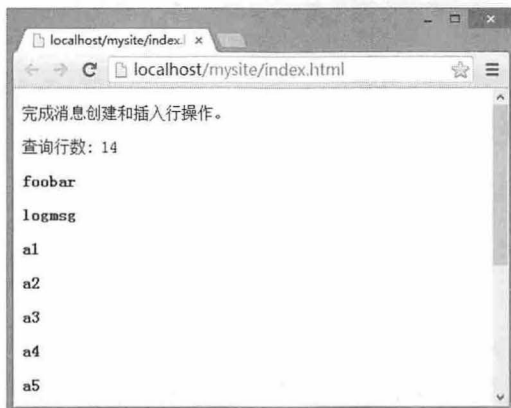 localhost/mysite/index.l
localhost/mysite/index.html
完成消息创建和插入行操作。
查询行数: 14
foobar
logmsg
a1
a2
a3
a4
a5